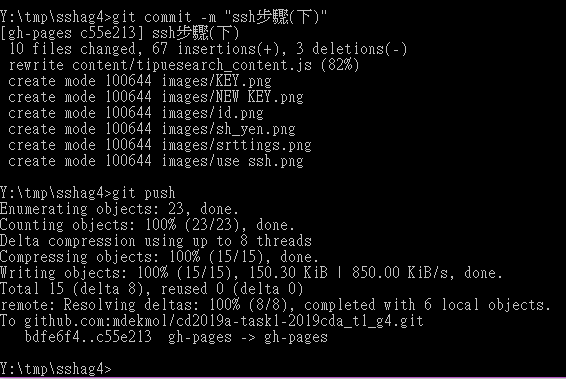 Y:\tmp\sshag4>git commit -m "ssh步驟(下)"
[gh-pages c55e213] ssh步驟(下)
10 files changed, 67 insertions(+), 3 deletions(-)
rewrite content/tipuesearch_content.js (82%)
create mode 100644 images/KEY.png
create mode 100644 images/NEW KEY.png
create mode 100644 images/id.png
create mode 100644 images/sh_yen.png
create mode 100644 images/srttings.png
create mode 100644 images/use ssh.png
Y:\tmp\sshag4>git push
Enumerating objects: 23, done.
Counting objects: 100% (23/23), done.
Delta compression using up to 8 threads
Compressing objects: 100% (15/15), done.
Writing objects: 100% (15/15), 150.30 KiB | 850.00 KiB/s, done.
Total 15 (delta 8), reused 0 (delta 0)
remote: Resolving deltas: 100% (8/8), completed with 6 local objects.
To github.com:mdekmol/cd2019a-task1-2019cda_t1_g4.git
bdfe6f4..c55e213  gh-pages -> gh-pages
Y:\tmp\sshag4>